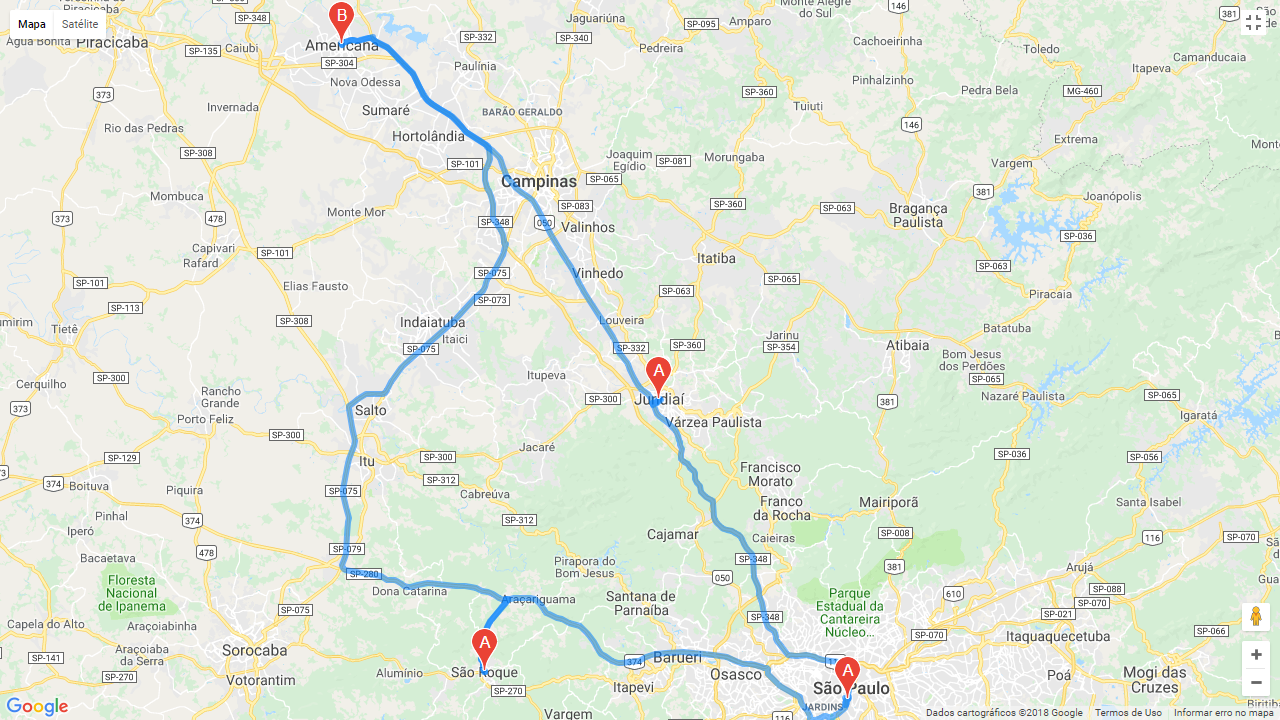 Mapa
Satélite
B
Americana
Piracicaba
Água Bonita
SP-348
SP-135
Caiubi
SP-304
Nova Odessa
SP-332
SP-340
Jaguariúna
Pedreira
SP-095
Amparo
Monte Alegre
do Sul
Cachoeirinha
381
Toledo
Camanducaia
Itapeva
373
Invernada
Sumaré
Paulínia
BARÃO GERALDO
SP-360
Tuiuti
Pinhalzinho
Pedra Bela
MG-460
Rio das Pedras
SP-308
Hortolândia
SP-101
146
Extrema
Joaquim
Egídio
SP-081
Morungaba
146
Vargem
Campinas
SP-065
Mombuca
478
373
Monte Mor
SP-083
SP-348
050
Valinhos
SP-360
SP-063
Bragança
Paulista
381
Joanópolis
SP-036
Capivari
Rafard
SP-101
SP-101
SP-075
SP-073
Vinhedo
Itatiba
SP-065
SP-063
SP-063
Piracaia
Elias Fausto
SP-113
SP-308
Indaiatuba
Itaici
SP-075
Louveira
SP-332
SP-360
Jarinu
SP-354
Atibaia
Batatuba
Bom Jesus
dos Perdões
SP-065
Tietê
Cerquilho
SP-300
Rancho
Grande
Porto Feliz
373
Salto
Itupeva
SP-300
A
Jundiaí
Várzea Paulista
381
Nazaré Paulista
SP-065
Igaratá
SP-300
Itu
SP-300
SP-312
Jacaré
SP-036
SP-056
SP-129
374
Boituva
Piquira
SP-075
Cabreúva
Francisco
Morato
Franco
da Rocha
Mairiporã
Santa Isabel
Pinhal
Iperó
374
SP-312
Cajamar
Caieiras
SP-008
116
SP-070
Bacaetava
478
SP-079
SP-280
Floresta
Nacional
de Ipanema
Dona Catarina
Pirapora do
Bom Jesus
050
SP-348
381
Arujá
SP-088
SP-070
SP-021
Araçariguama
Santana de
Parnaíba
Parque
Estadual da
Cantareira
Núcleo...
SP-348
Capela do Alto
Araçoiabinha
SP-075
SP-070
Itaquaquecetuba
SP-066
Araçoiaba
da Serra
SP-141
SP-270
Sorocaba
Votorantim
Alumínio
A
São Roque
SP-270
374
Barueri
Itapevi
Osasco
A
São Paulo
JARDINS
Poá
Mogi das
Cruzes
Vargem
Google
Dados cartográficos ©2018 Google
Termos de Uso
Informar erro no mapa